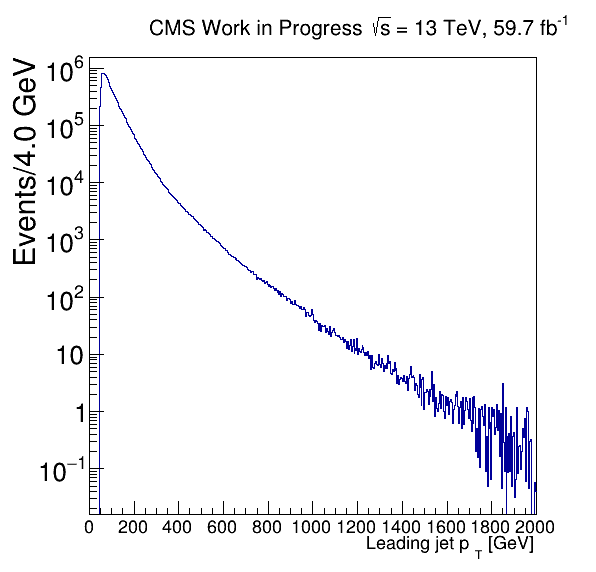 CMS Work in Progress √s = 13 TeV, 59.7 fb⁻¹
Events/4.0 GeV
10⁶
10⁵
10⁴
10³
10²
10
1
10⁻¹
0 200 400 600 800 1000 1200 1400 1600 1800 2000
Leading jet p_T [GeV]